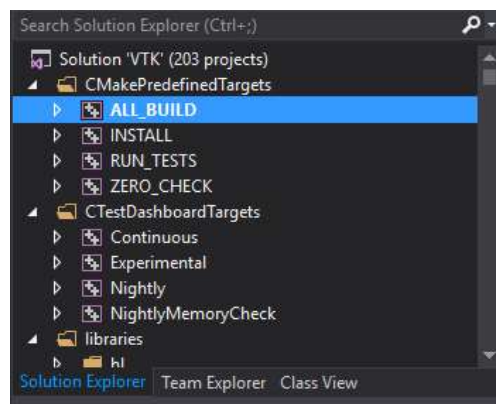 Search Solution Explorer (Ctrl+;)
Solution 'VTK' (203 projects)
CMakePredefinedTargets
ALL_BUILD
INSTALL
RUN_TESTS
ZERO_CHECK
CTestDashboardTargets
Continuous
Experimental
Nightly
NightlyMemoryCheck
libraries
Solution Explorer Team Explorer Class View